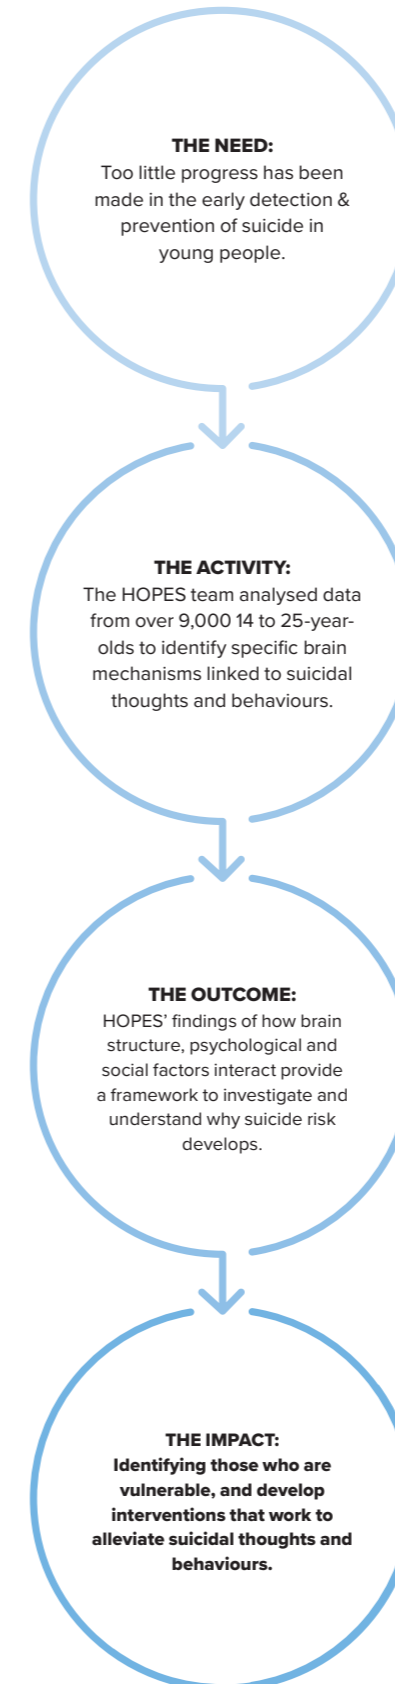 THE NEED:
Too little progress has been
made in the early detection &
prevention of suicide in
young people.
THE ACTIVITY:
The HOPES team analysed data
from over 9,000 14 to 25-year-
olds to identify specific brain
mechanisms linked to suicidal
thoughts and behaviours.
THE OUTCOME:
HOPES’ findings of how brain
structure, psychological and
social factors interact provide
a framework to investigate and
understand why suicide risk
develops.
THE IMPACT:
Identifying those who are
vulnerable, and develop
interventions that work to
alleviate suicidal thoughts and
behaviours.